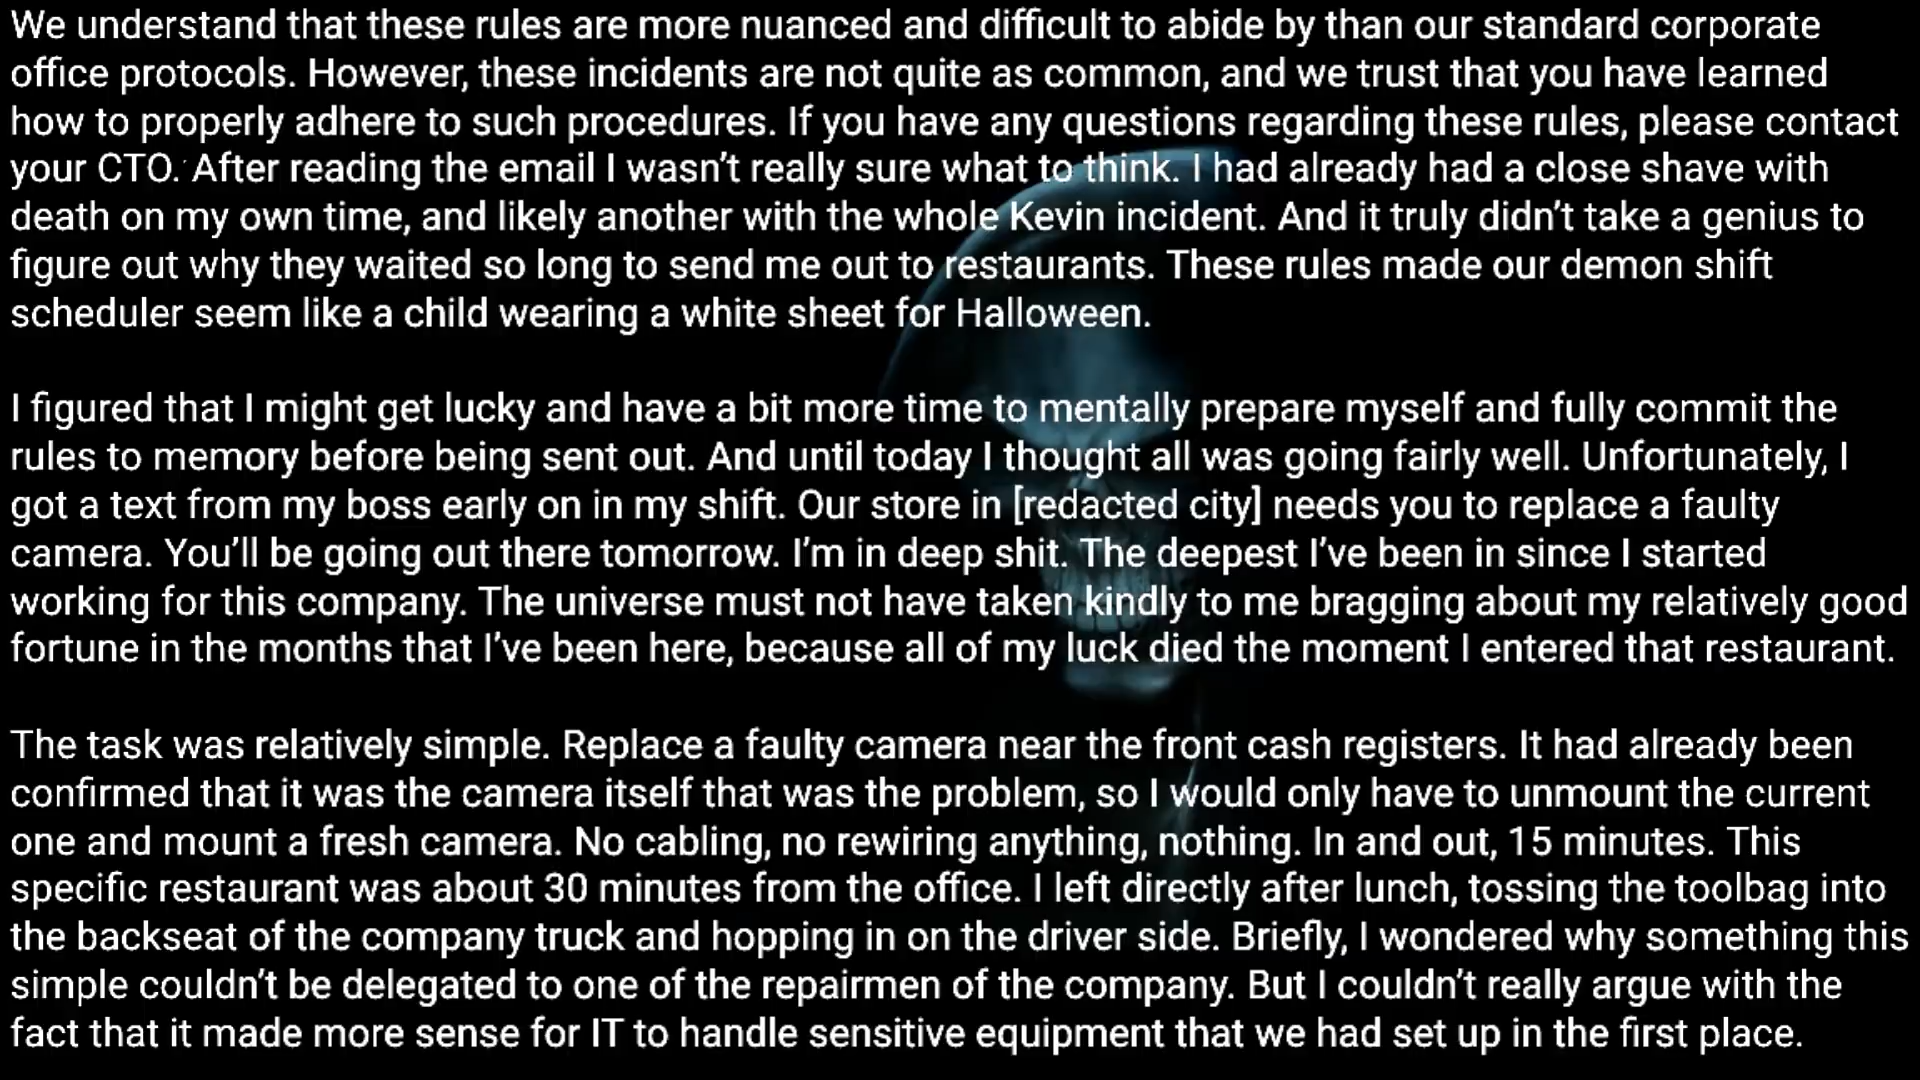 We understand that these rules are more nuanced and difficult to abide by than our standard corporate
office protocols. However, these incidents are not quite as common, and we trust that you have learned
how to properly adhere to such procedures. If you have any questions regarding these rules, please contact
your CTO.' After reading the email I wasn’t really sure what to think. I had already had a close shave with
death on my own time, and likely another with the whole Kevin incident. And it truly didn’t take a genius to
figure out why they waited so long to send me out to restaurants. These rules made our demon shift
scheduler seem like a child wearing a white sheet for Halloween.
I figured that I might get lucky and have a bit more time to mentally prepare myself and fully commit the
rules to memory before being sent out. And until today I thought all was going fairly well. Unfortunately, I
got a text from my boss early on in my shift. Our store in [redacted city] needs you to replace a faulty
camera. You’ll be going out there tomorrow. I’m in deep shit. The deepest I’ve been in since I started
working for this company. The universe must not have taken kindly to me bragging about my relatively good
fortune in the months that I’ve been here, because all of my luck died the moment I entered that restaurant.
The task was relatively simple. Replace a faulty camera near the front cash registers. It had already been
confirmed that it was the camera itself that was the problem, so I would only have to unmount the current
one and mount a fresh camera. No cabling, no rewiring anything, nothing. In and out, 15 minutes. This
specific restaurant was about 30 minutes from the office. I left directly after lunch, tossing the toolbag into
the backseat of the company truck and hopping in on the driver side. Briefly, I wondered why something this
simple couldn’t be delegated to one of the repairmen of the company. But I couldn’t really argue with the
fact that it made more sense for IT to handle sensitive equipment that we had set up in the first place.